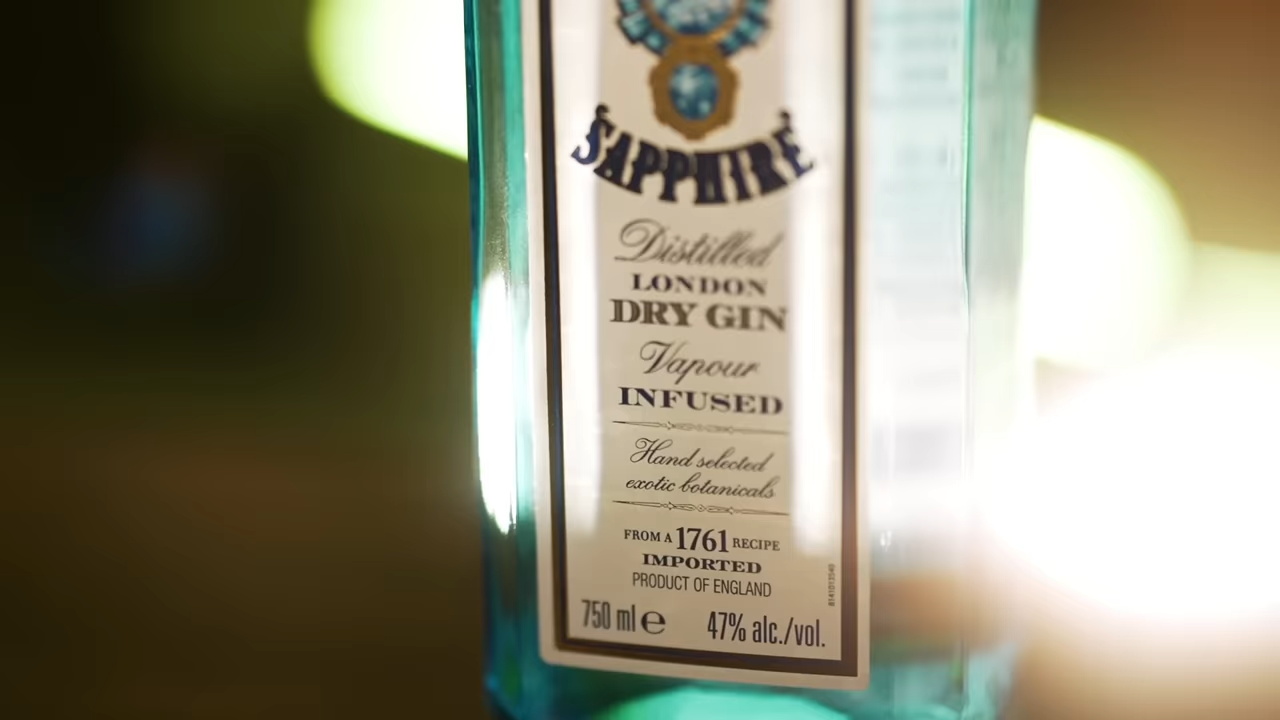 SAPPHIRE
Distilled
LONDON
DRY GIN
Vapour
INFUSED
Hand selected
exotic botanicals
FROM A 1761 RECIPE
IMPORTED
PRODUCT OF ENGLAND
750 ml e 47% alc./vol.